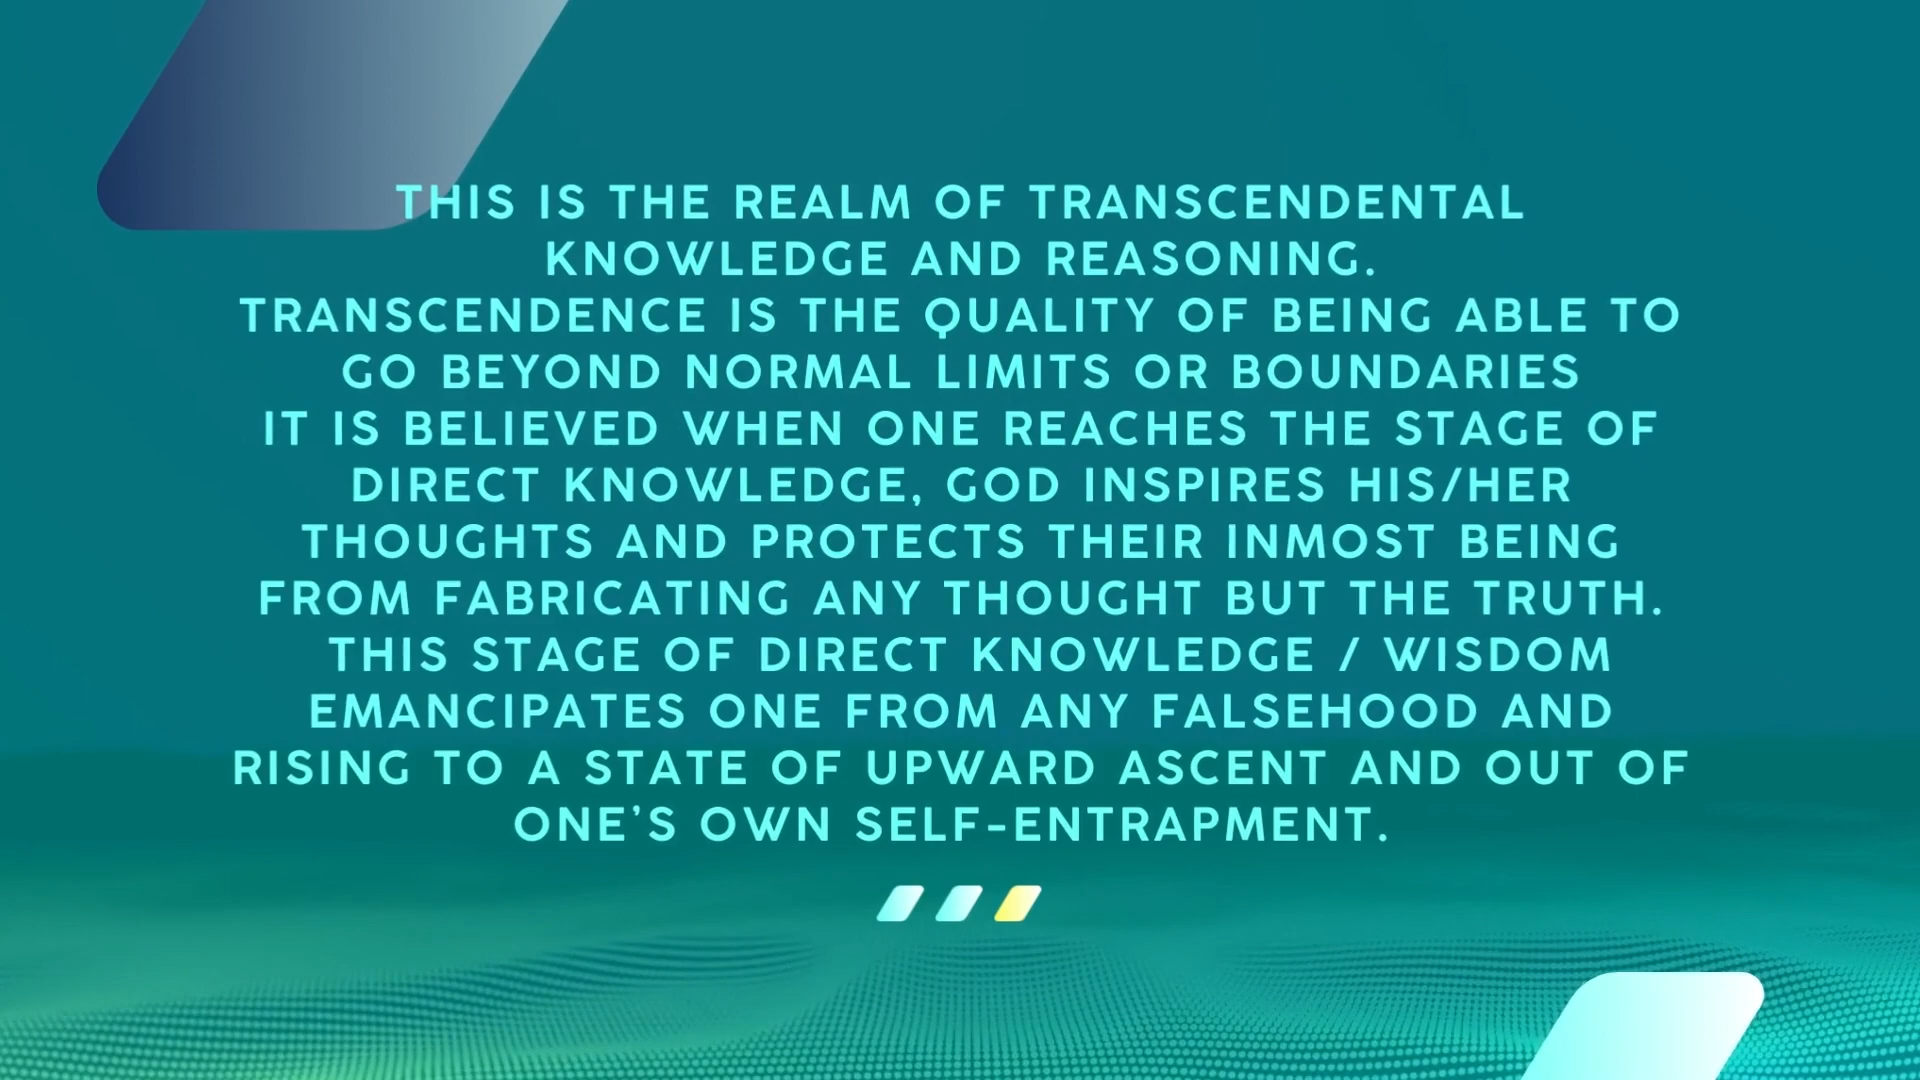 THIS IS THE REALM OF TRANSCENDENTAL
KNOWLEDGE AND REASONING.
TRANSCENDENCE IS THE QUALITY OF BEING ABLE TO
GO BEYOND NORMAL LIMITS OR BOUNDARIES
IT IS BELIEVED WHEN ONE REACHES THE STAGE OF
DIRECT KNOWLEDGE, GOD INSPIRES HIS/HER
THOUGHTS AND PROTECTS THEIR INMOST BEING
FROM FABRICATING ANY THOUGHT BUT THE TRUTH.
THIS STAGE OF DIRECT KNOWLEDGE / WISDOM
EMANCIPATES ONE FROM ANY FALSEHOOD AND
RISING TO A STATE OF UPWARD ASCENT AND OUT OF
ONE'S OWN SELF-ENTRAPMENT.